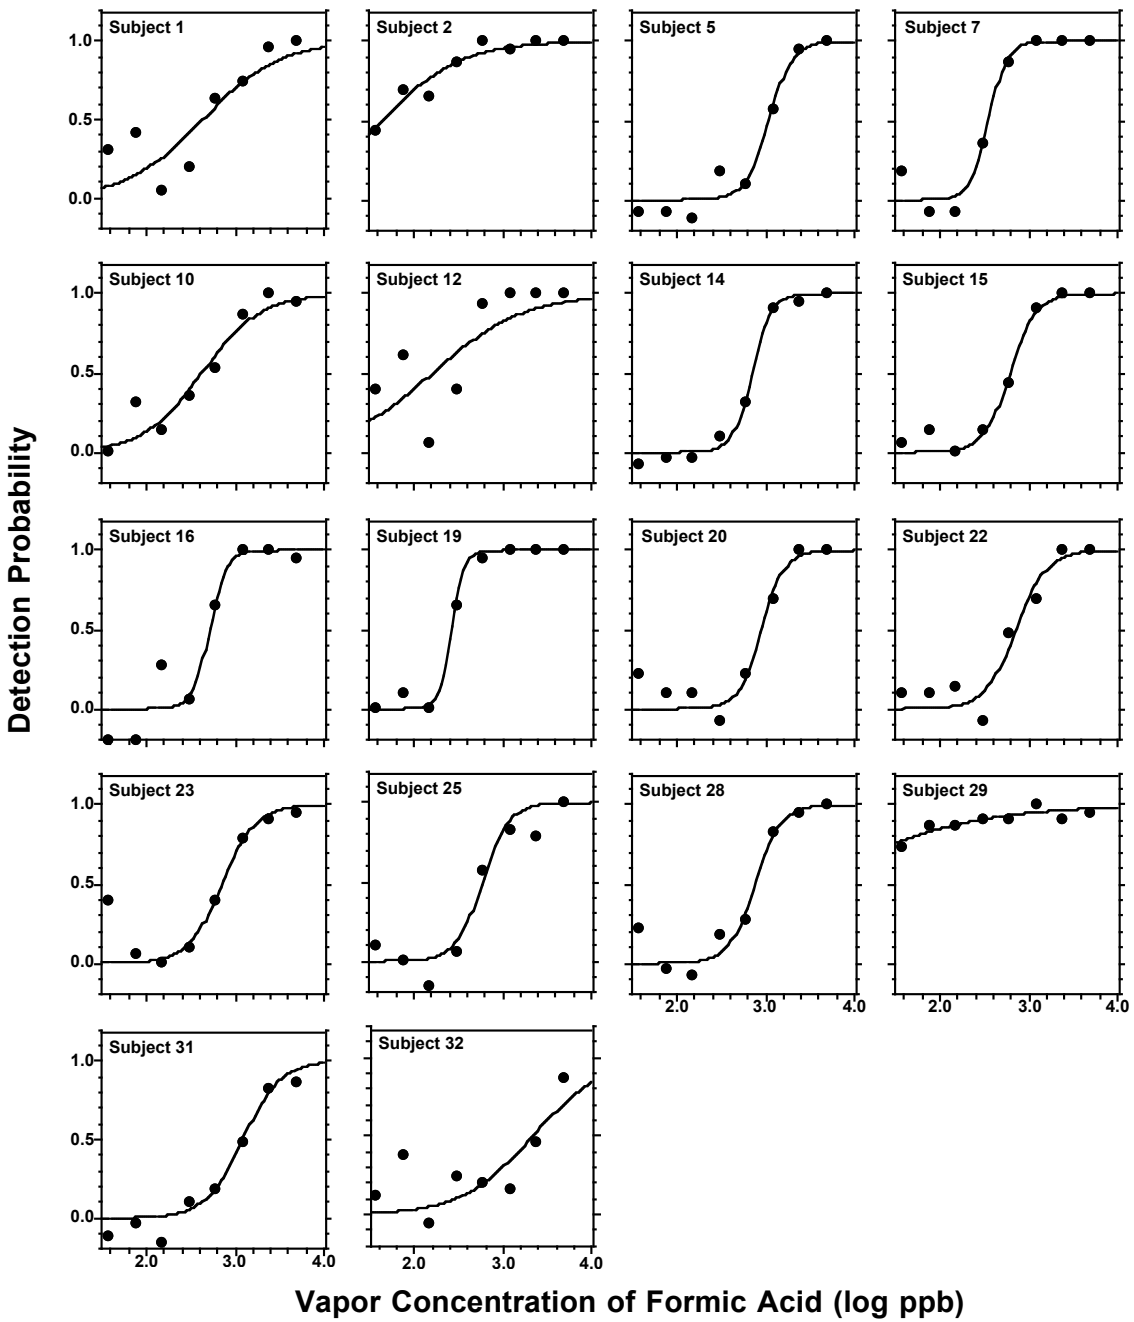 Subject 1
Subject 2
Subject 5
Subject 7
1.0
0.5
0.0
Subject 10
Subject 12
Subject 14
Subject 15
1.0
0.5
0.0
Subject 16
Subject 19
Subject 20
Subject 22
1.0
0.5
0.0
Subject 23
Subject 25
Subject 28
Subject 29
1.0
0.5
0.0
2.0 3.0 4.0
2.0 3.0 4.0
Subject 31
Subject 32
1.0
0.5
0.0
2.0 3.0
2.0 3.0 4.0
Detection Probability
Vapor Concentration of Formic Acid (log ppb)